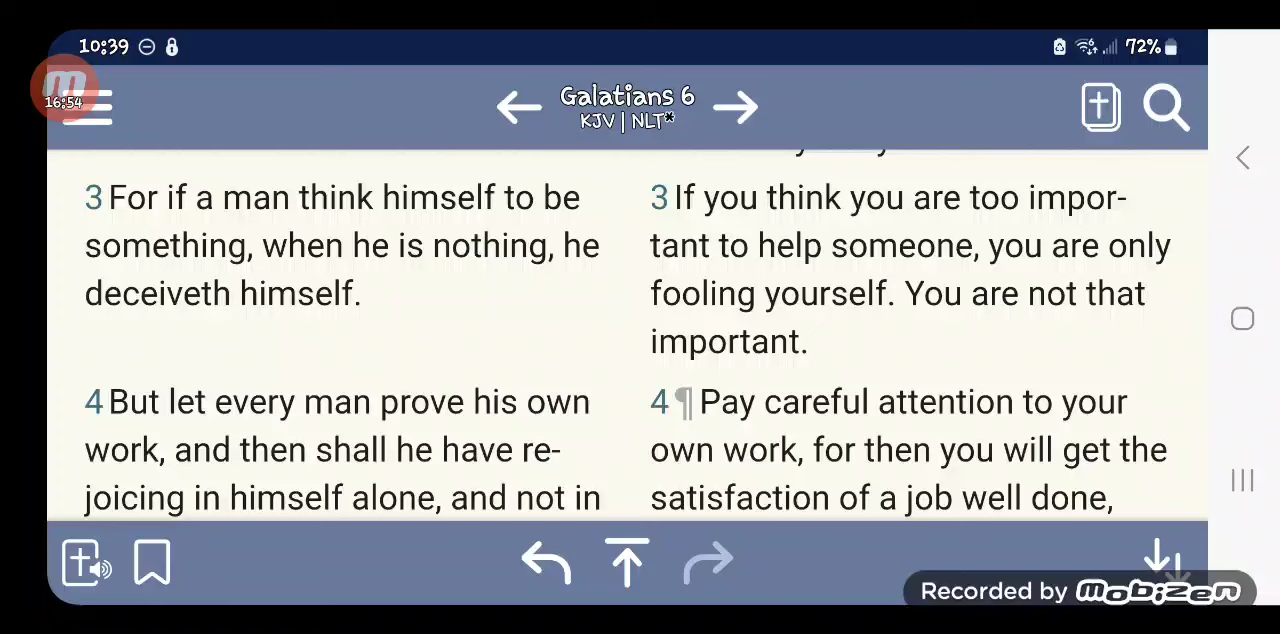 10:39
72%
16:54
Galatians 6
KJV | NLT*
3 For if a man think himself to be
something, when he is nothing, he
deceiveth himself.
4 But let every man prove his own
work, and then shall he have re-
joicing in himself alone, and not in
3 If you think you are too impor-
tant to help someone, you are only
fooling yourself. You are not that
important.
4 ¶ Pay careful attention to your
own work, for then you will get the
satisfaction of a job well done,
Recorded by mobizen